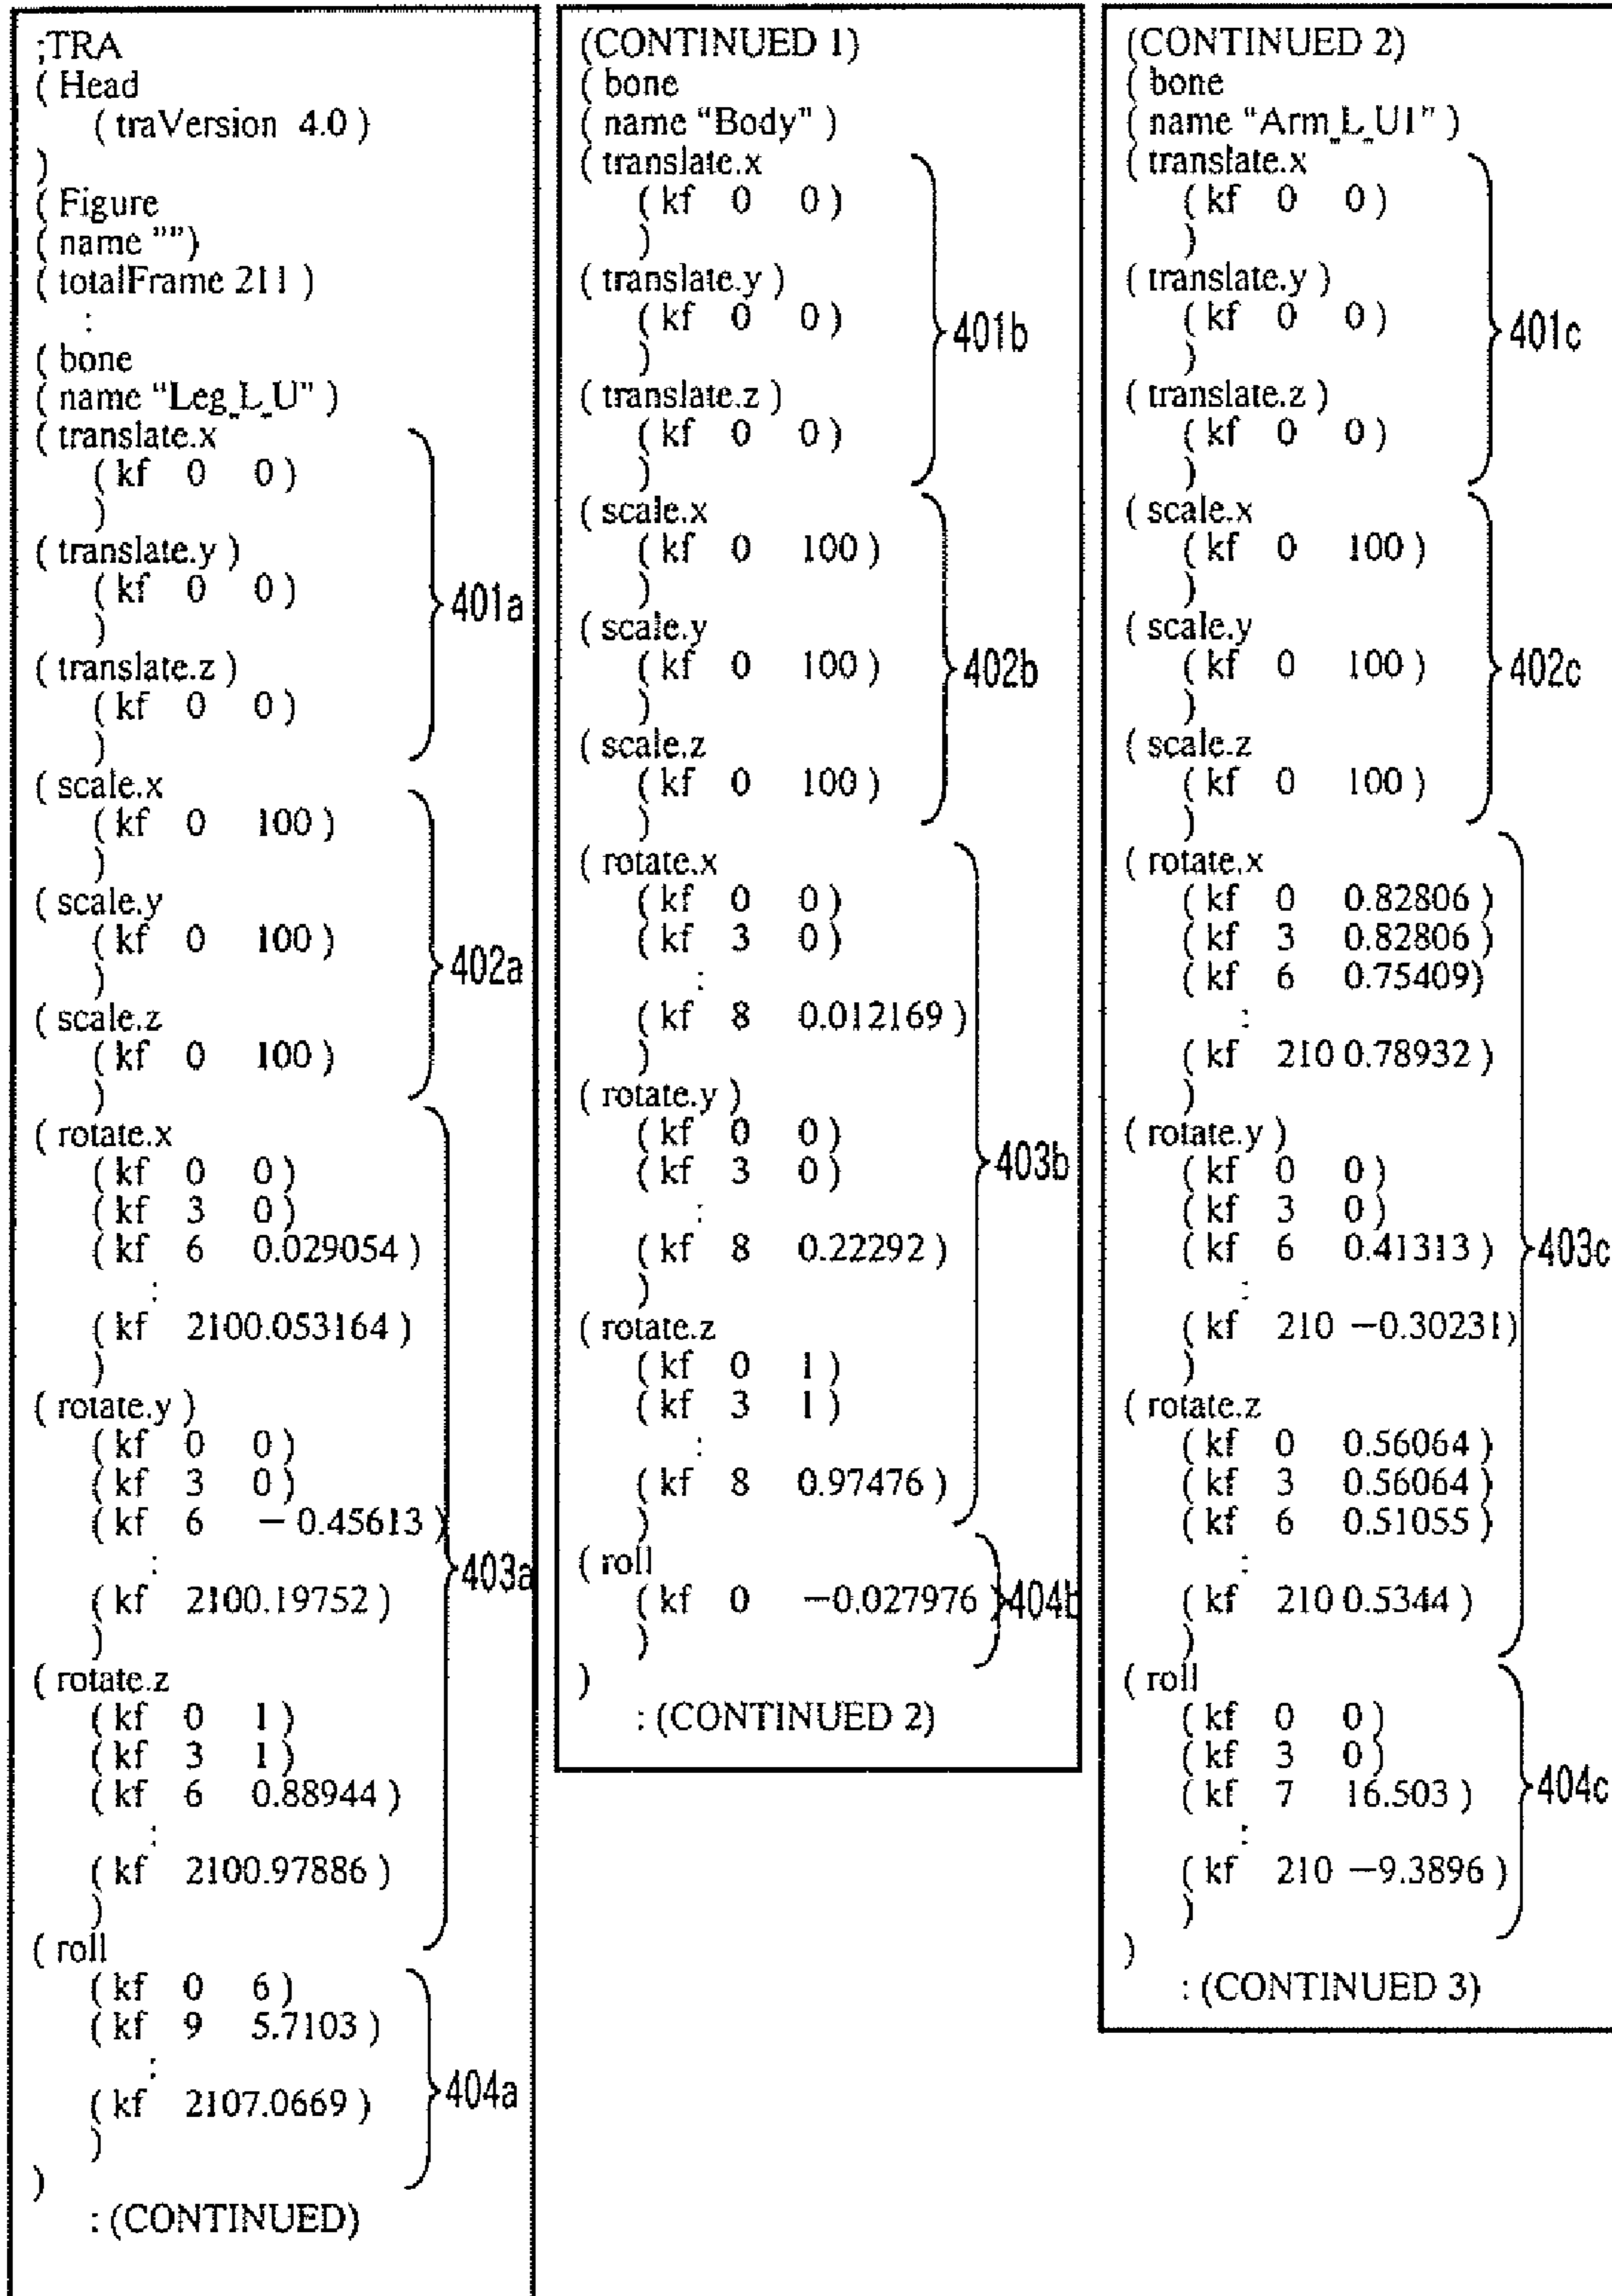 ;TRA
( Head
( traVersion 4.0 )
)
( Figure
( name "")
( totalFrame 211 )
:
( bone
( name "Leg_L_U" )
( translate.x
( kf 0 0 )
)
( translate.y )
( kf 0 0 )
)
( translate.z )
( kf 0 0 )
)
401a
( scale.x
( kf 0 100 )
)
( scale.y
( kf 0 100 )
)
( scale.z
( kf 0 100 )
)
402a
( rotate.x
( kf 0 0 )
( kf 3 0 )
( kf 6 0.029054 )
:
( kf 2100.053164 )
)
( rotate.y )
( kf 0 0 )
( kf 3 0 )
( kf 6 −0.45613 )
:
( kf 2100.19752 )
)
( rotate.z
( kf 0 1 )
( kf 3 1 )
( kf 6 0.88944 )
:
( kf 2100.97886 )
)
403a
( roll
( kf 0 6 )
( kf 9 5.7103 )
:
( kf 2107.0669 )
)
404a
)
: (CONTINUED)
(CONTINUED 1)
( bone
( name "Body" )
( translate.x
( kf 0 0 )
)
( translate.y )
( kf 0 0 )
)
( translate.z )
( kf 0 0 )
)
401b
( scale.x
( kf 0 100 )
)
( scale.y
( kf 0 100 )
)
( scale.z
( kf 0 100 )
)
402b
( rotate.x
( kf 0 0 )
( kf 3 0 )
:
( kf 8 0.012169 )
)
( rotate.y )
( kf 0 0 )
( kf 3 0 )
:
( kf 8 0.22292 )
)
( rotate.z
( kf 0 1 )
( kf 3 1 )
:
( kf 8 0.97476 )
)
403b
( roll
( kf 0 −0.027976 )
)
404b
)
: (CONTINUED 2)
(CONTINUED 2)
( bone
( name "Arm_L_U1" )
( translate.x
( kf 0 0 )
)
( translate.y )
( kf 0 0 )
)
( translate.z )
( kf 0 0 )
)
401c
( scale.x
( kf 0 100 )
)
( scale.y
( kf 0 100 )
)
( scale.z
( kf 0 100 )
)
402c
( rotate.x
( kf 0 0.82806 )
( kf 3 0.82806 )
( kf 6 0.75409)
:
( kf 210 0.78932 )
)
( rotate.y )
( kf 0 0 )
( kf 3 0 )
( kf 6 0.41313 )
:
( kf 210 −0.30231)
)
( rotate.z
( kf 0 0.56064 )
( kf 3 0.56064 )
( kf 6 0.51055 )
:
( kf 210 0.5344 )
)
403c
( roll
( kf 0 0 )
( kf 3 0 )
( kf 7 16.503 )
:
( kf 210 −9.3896 )
)
404c
)
: (CONTINUED 3)